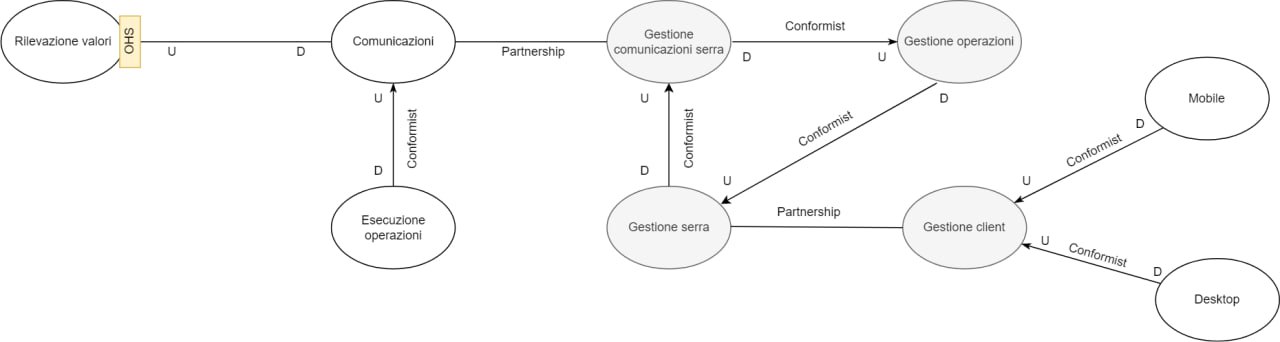 Rilevazione valori
OHS
U
D
Comunicazioni
Partnership
Gestione
comunicazioni serra
Conformist
D
U
Gestione operazioni
U
Conformist
D
U
Conformist
D
D
Conformist
U
Mobile
D
Conformist
U
Esecuzione
operazioni
Gestione serra
Partnership
Gestione client
U
Conformist
D
Desktop